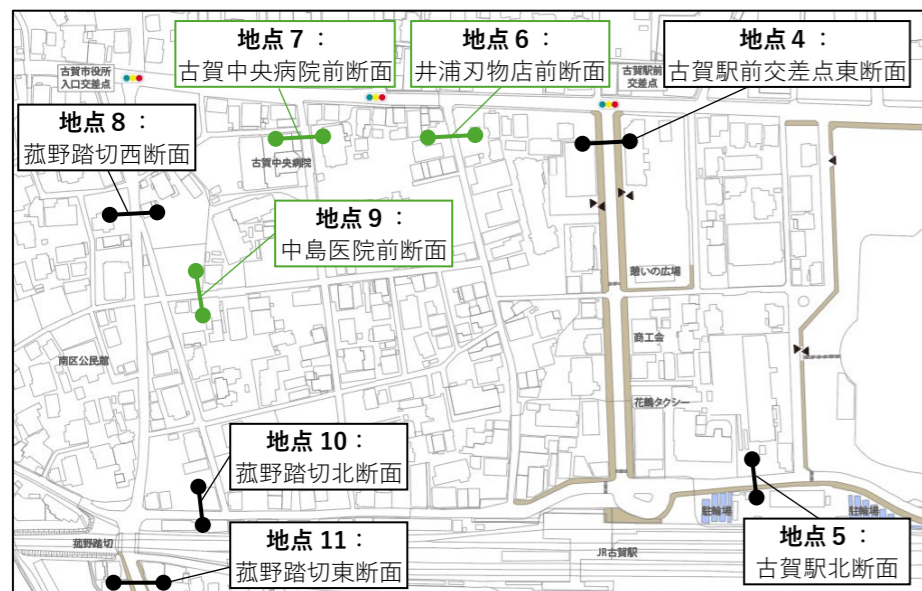 地点 7 :
古賀中央病院前断面
地点 6 :
井浦刃物店前断面
地点 4 :
古賀駅前交差点東断面
古賀市役所
入口交差点
古賀駅前
交差点
地点 8 :
菰野踏切西断面
古賀中央病院
地点 9 :
中島医院前断面
憩いの広場
商工会
南区公民館
花鶴タクシー
地点 10 :
菰野踏切北断面
駐輪場
駐輪場
菰野踏切
地点 11 :
菰野踏切東断面
JR古賀駅
地点 5 :
古賀駅北断面